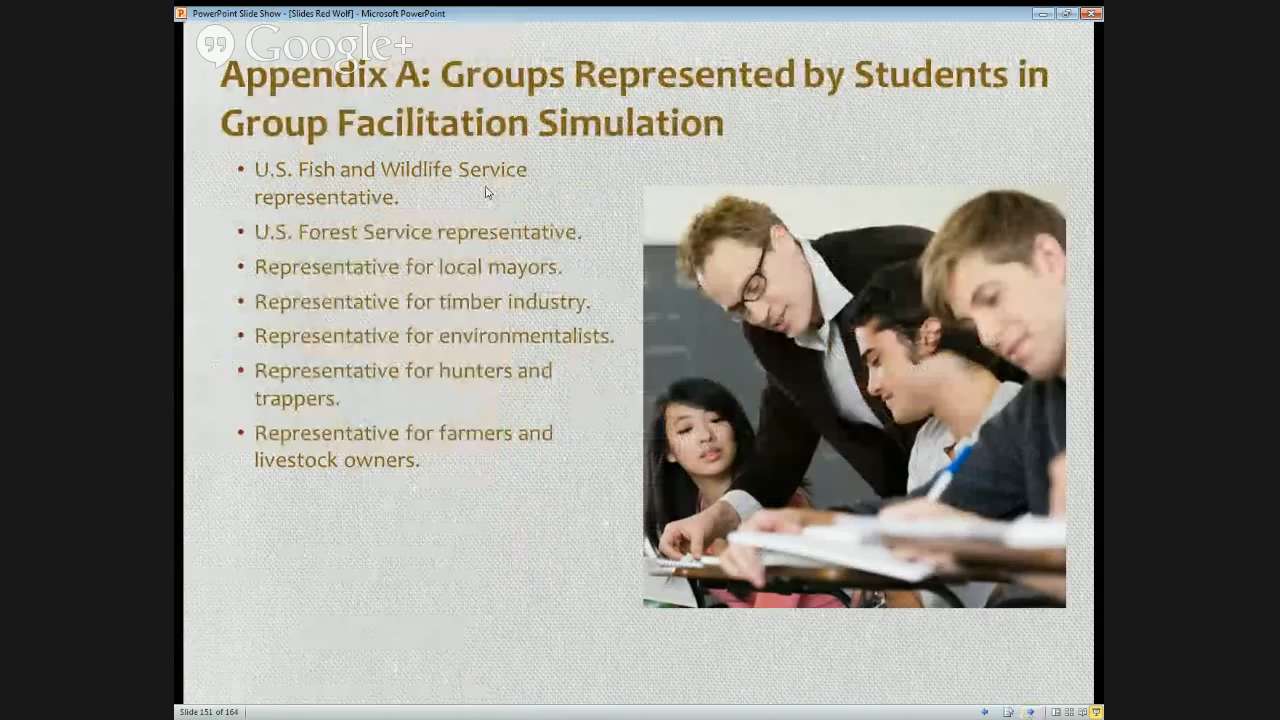 PowerPoint Slide Show - [Slides Red Wolf] - Microsoft PowerPoint
Google+
Appendix A: Groups Represented by Students in
Group Facilitation Simulation
• U.S. Fish and Wildlife Service
representative.
• U.S. Forest Service representative.
• Representative for local mayors.
• Representative for timber industry.
• Representative for environmentalists.
• Representative for hunters and
trappers.
• Representative for farmers and
livestock owners.
Slide 151 of 164